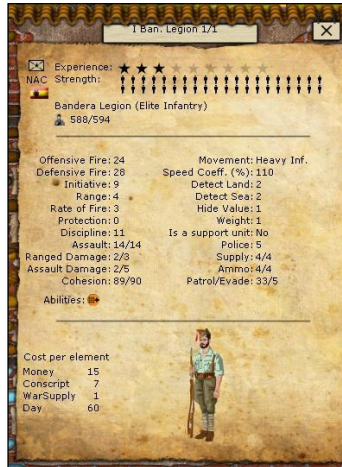 I Ban. Legion 1/1
Experience:
NAC Strength:
Bandera Legion (Elite Infantry)
588/594
Offensive Fire: 24 Movement: Heavy Inf.
Defensive Fire: 28 Speed Coeff. (%): 110
Initiative: 9 Detect Land: 2
Range: 4 Detect Sea: 2
Rate of Fire: 3 Hide Value: 1
Protection: 0 Weight: 1
Discipline: 11 Is a support unit: No
Assault: 14/14 Police: 5
Ranged Damage: 2/3 Supply: 4/4
Assault Damage: 2/5 Ammo: 4/4
Cohesion: 89/90 Patrol/Evade: 33/5
Abilities:
Cost per element
Money 15
Conscript 7
WarSupply 1
Day 60